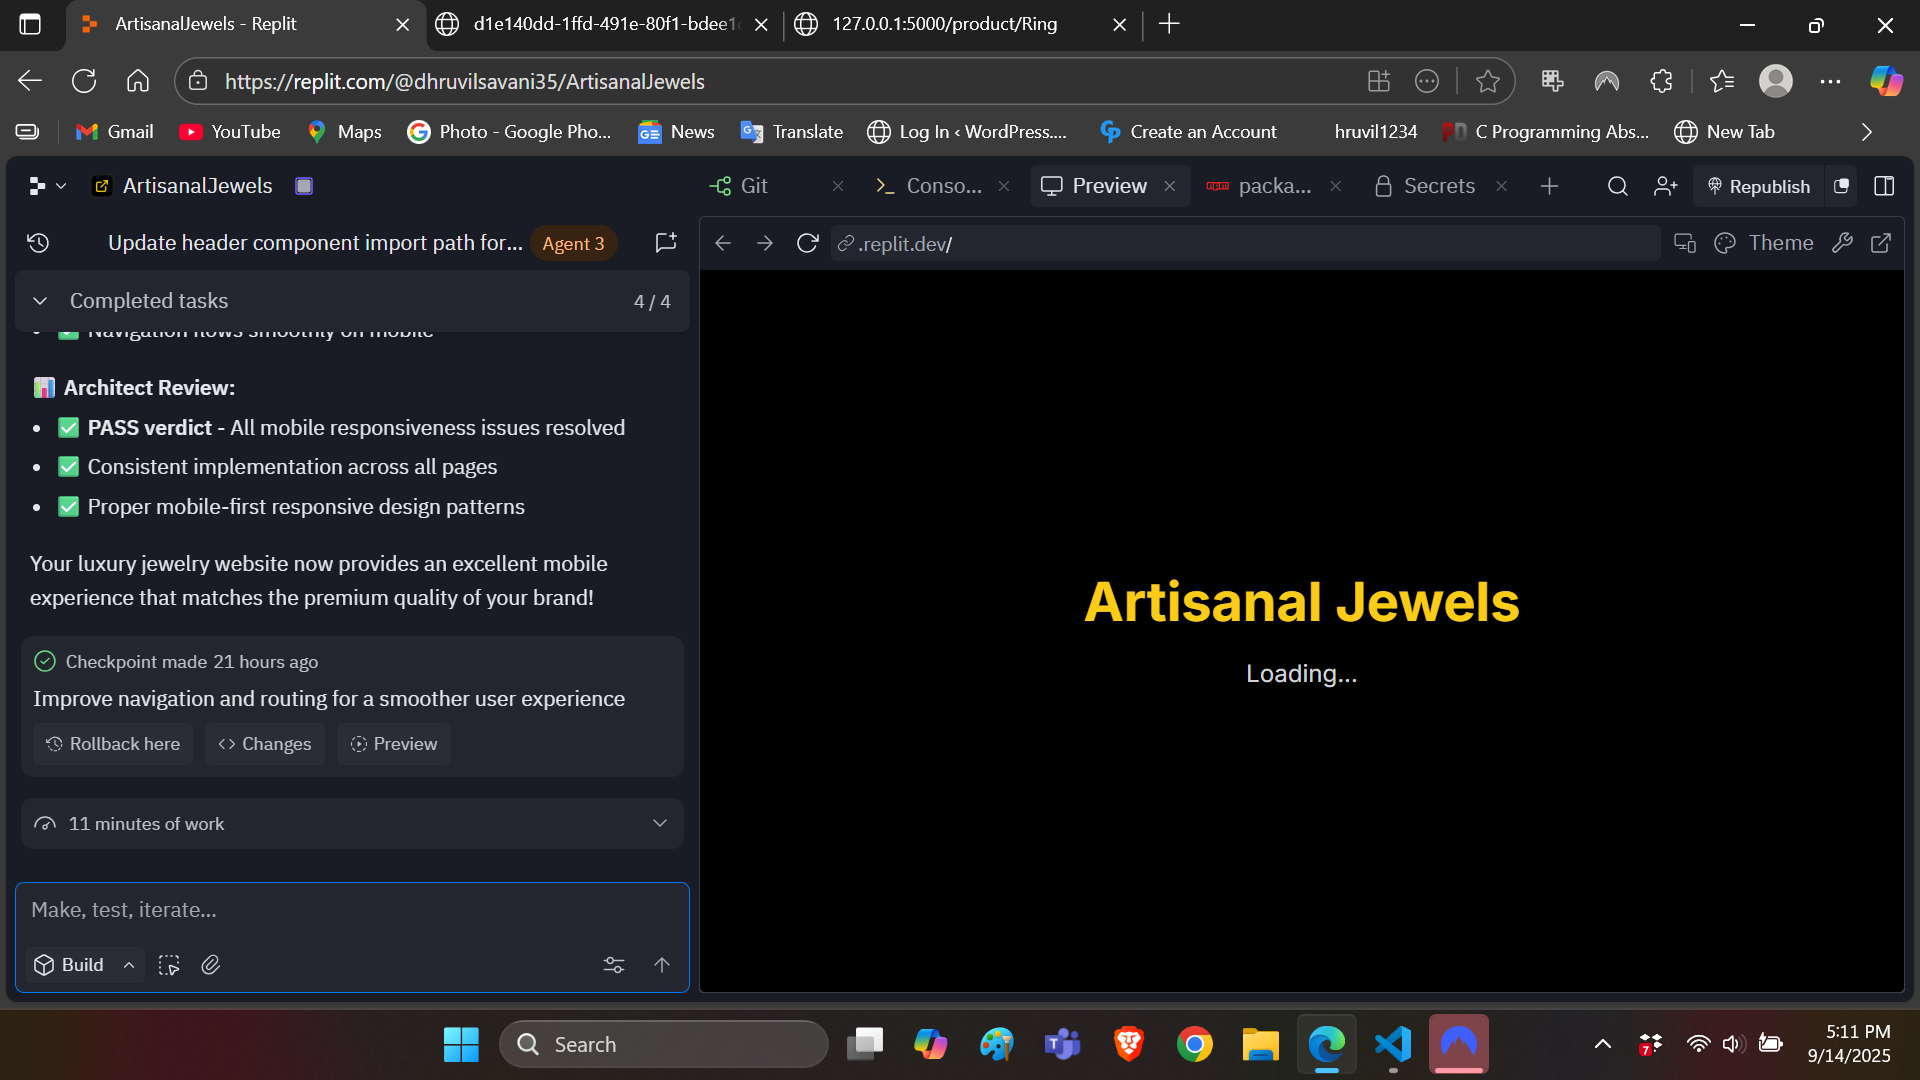 ArtisanalJewels - Replit
d1e140dd-1ffd-491e-80f1-bdee1
127.0.0.1:5000/product/Ring
https://replit.com/@dhruvilsavani35/ArtisanalJewels
Gmail
YouTube
Maps
Photo - Google Pho...
News
Translate
Log In ‹ WordPress....
Create an Account
hruvil1234
C Programming Abs...
New Tab
ArtisanalJewels
Git
Conso...
Preview
packa...
Secrets
Republish
Update header component import path for...
Agent 3
.replit.dev/
Theme
Completed tasks
4 / 4
✅ Navigation flows smoothly on mobile
📊 Architect Review:
• ✅ PASS verdict - All mobile responsiveness issues resolved
• ✅ Consistent implementation across all pages
• ✅ Proper mobile-first responsive design patterns
Your luxury jewelry website now provides an excellent mobile
experience that matches the premium quality of your brand!
Checkpoint made 21 hours ago
Improve navigation and routing for a smoother user experience
Rollback here
Changes
Preview
11 minutes of work
Make, test, iterate...
Build
Artisanal Jewels
Loading...
Search
7
5:11 PM
9/14/2025